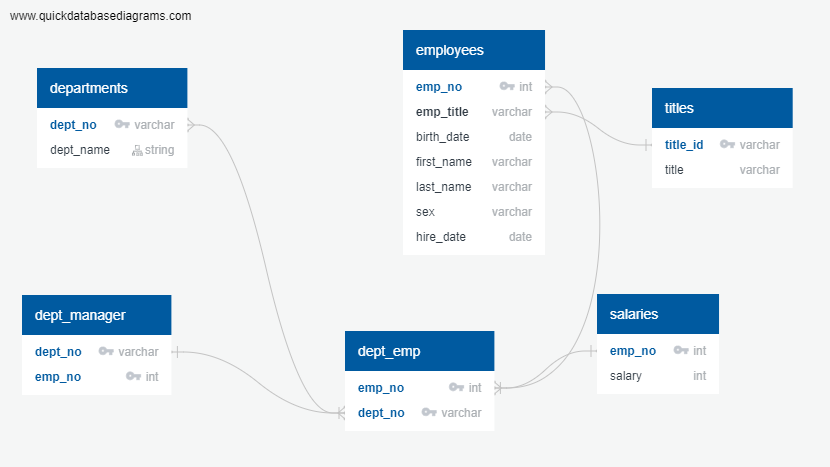 www.quickdatabasediagrams.com
departments
dept_no varchar
dept_name string
employees
emp_no int
emp_title varchar
birth_date date
first_name varchar
last_name varchar
sex varchar
hire_date date
titles
title_id varchar
title varchar
dept_manager
dept_no varchar
emp_no int
dept_emp
emp_no int
dept_no varchar
salaries
emp_no int
salary int